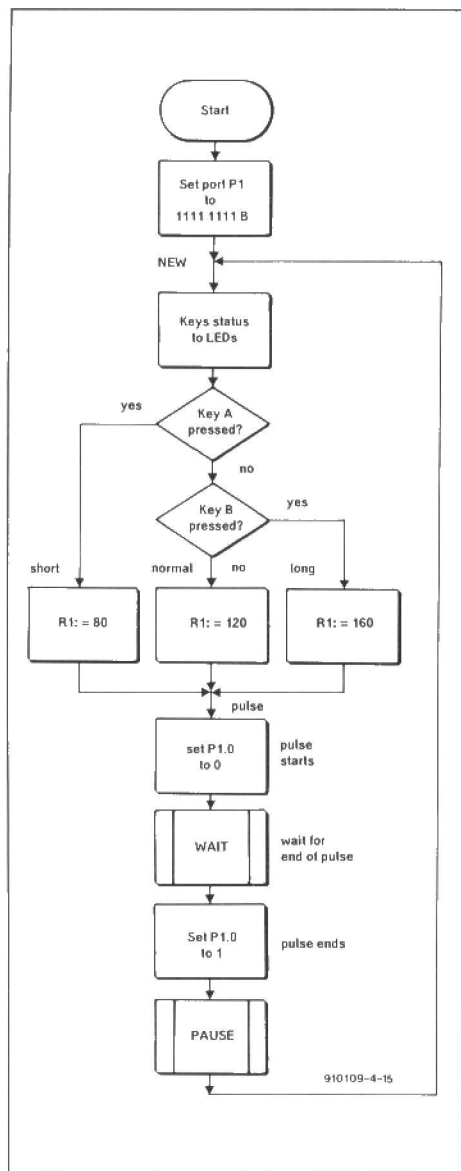 Start
Set port P1
to
1111 1111 B
NEW
Keys status
to LEDs
yes
Key A
pressed?
no
Key B
pressed?
yes
short
normal
no
long
R1: = 80
R1: = 120
R1: = 160
pulse
set P1.0
to 0
pulse
starts
WAIT
wait for
end of pulse
Set P1.0
to 1
pulse ends
PAUSE
910109-4-15